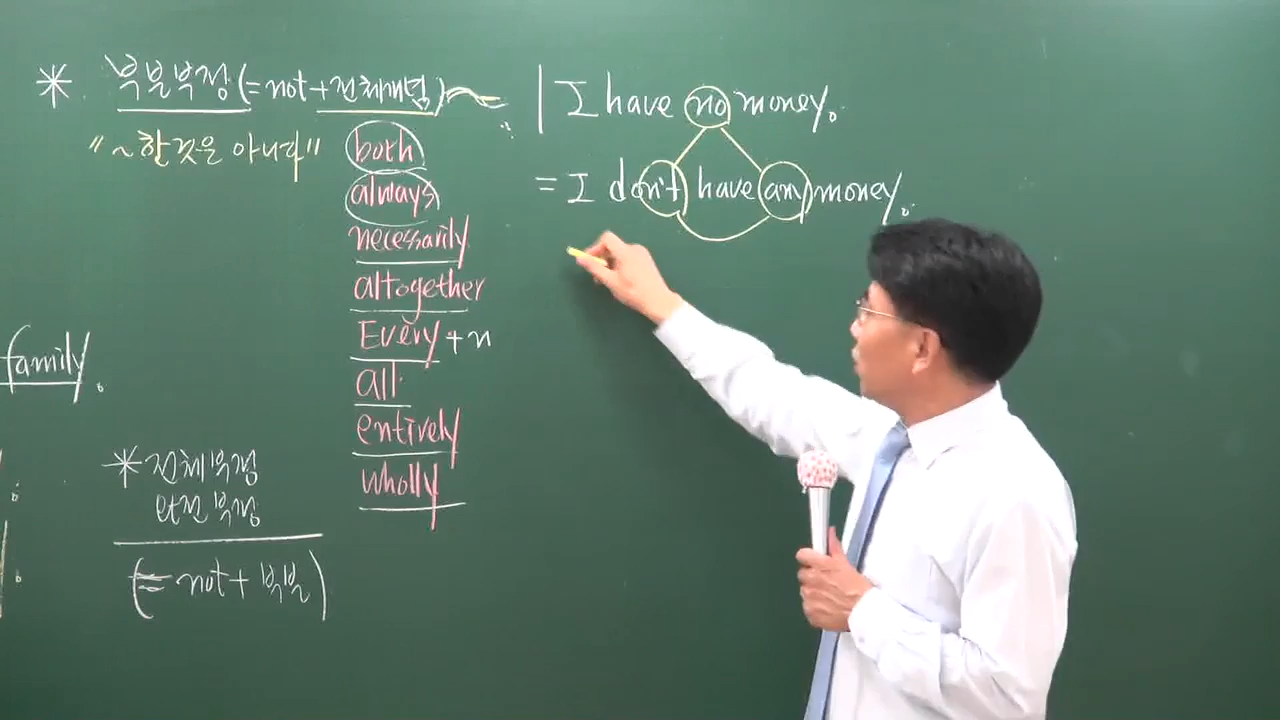 * 부분부정(=not+전체개념)
"~한 것은 아니다"
both
always
necessarily
altogether
Every + n
all
entirely
wholly
family.
* 전체부정
완전부정
(= not + 부분)
I have no money.
= I don't have any money.